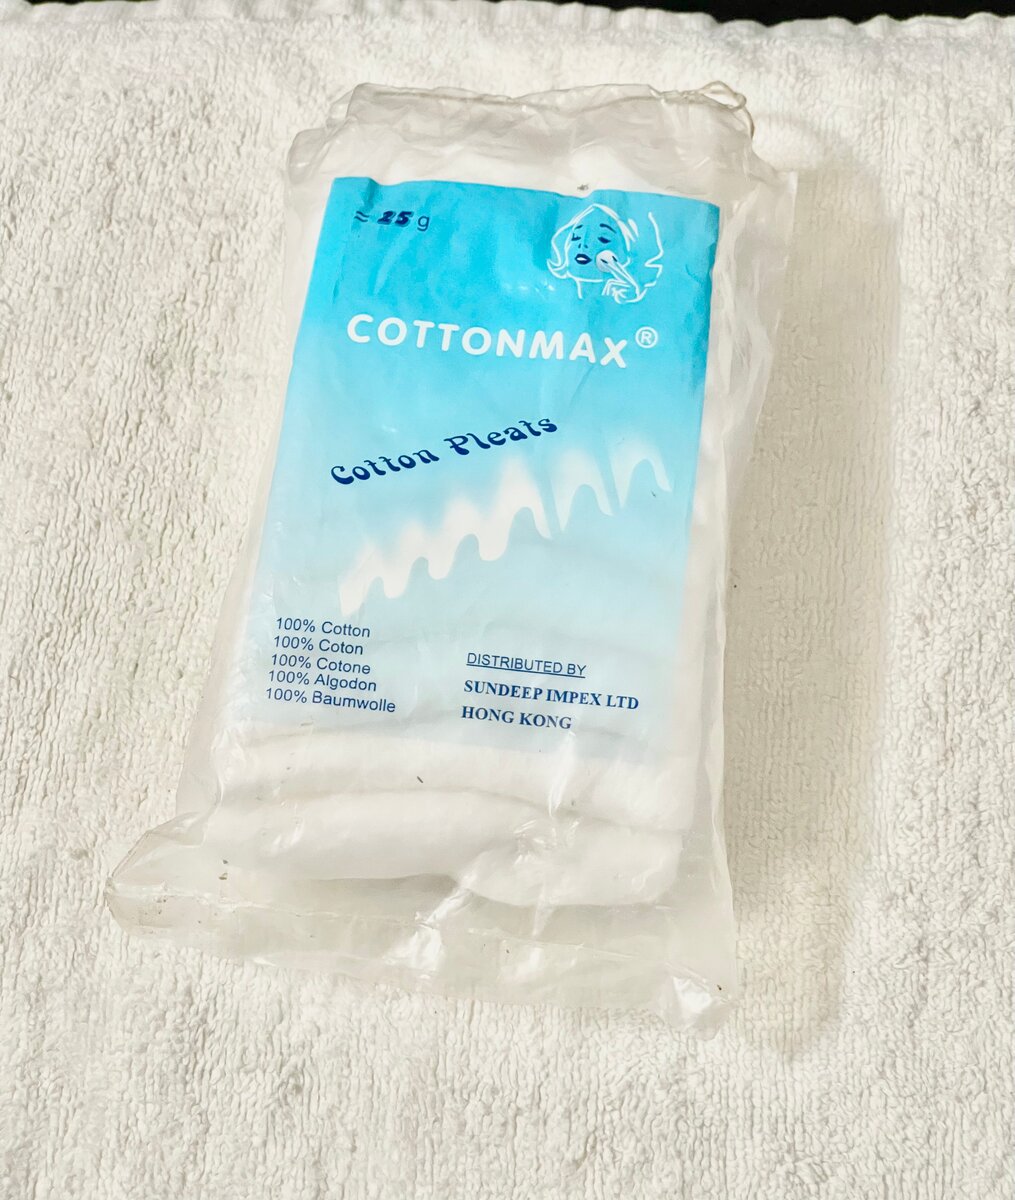 ≈ 25 g
COTTONMAX®
Cotton Pleats
100% Cotton
100% Coton
100% Cotone
100% Algodon
100% Baumwolle
DISTRIBUTED BY
SUNDEEP IMPEX LTD
HONG KONG